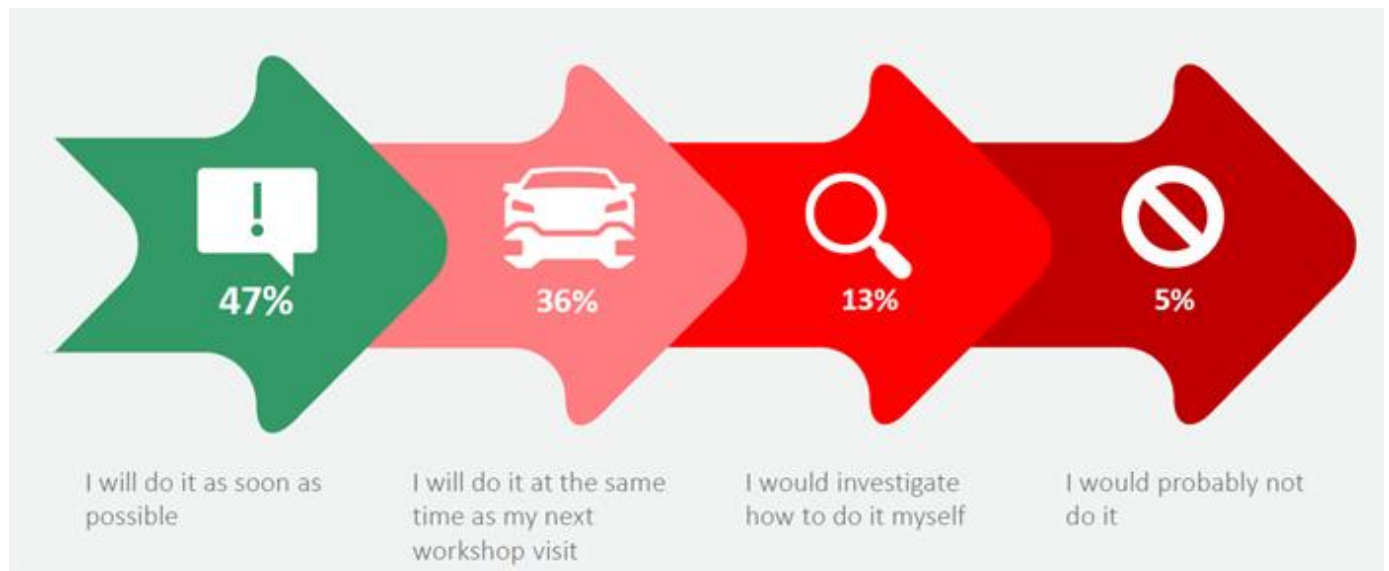 47%
36%
13%
5%
I will do it as soon as
possible
I will do it at the same
time as my next
workshop visit
I would investigate
how to do it myself
I would probably not
do it